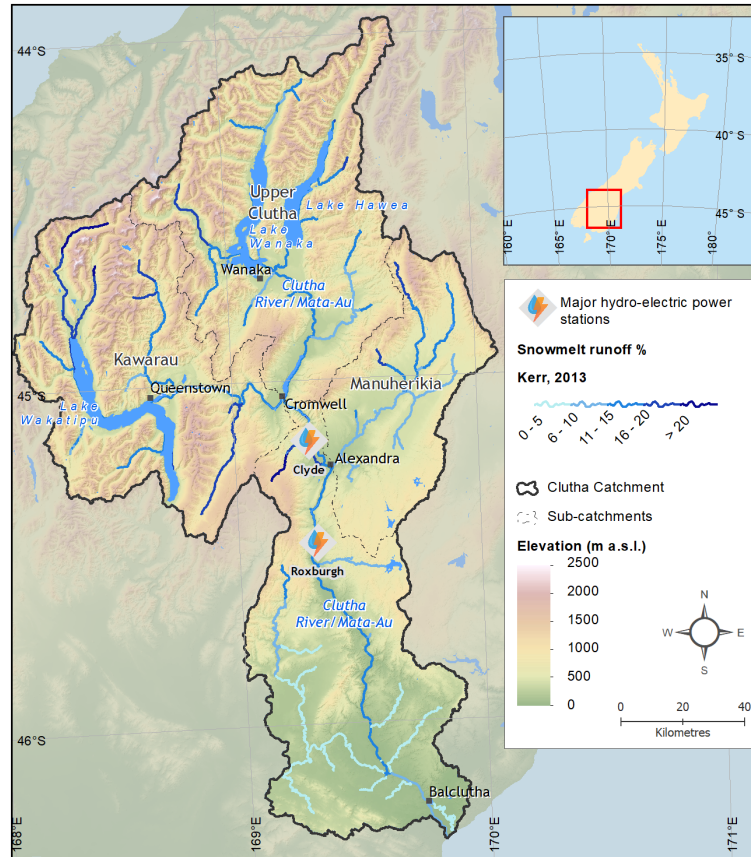 44°S
45°S
46°S
168°E
169°E
170°E
171°E
Upper
Clutha
Lake Hawea
Lake
Wanaka
Wanaka
Clutha
River/Mata-Au
Kawarau
Queenstown
Lake
Wakatipu
Manuherikia
Cromwell
Clyde
Alexandra
Roxburgh
Clutha
River/Mata-Au
Balclutha
35°S
40°S
45°S
160°E
165°E
170°E
175°E
180°
Major hydro-electric power
stations
Snowmelt runoff %
Kerr, 2013
0 - 5
6 - 10
11 - 15
16 - 20
> 20
Clutha Catchment
Sub-catchments
Elevation (m a.s.l.)
2500
2000
1500
1000
500
0
N
W
E
S
0
20
40
Kilometres